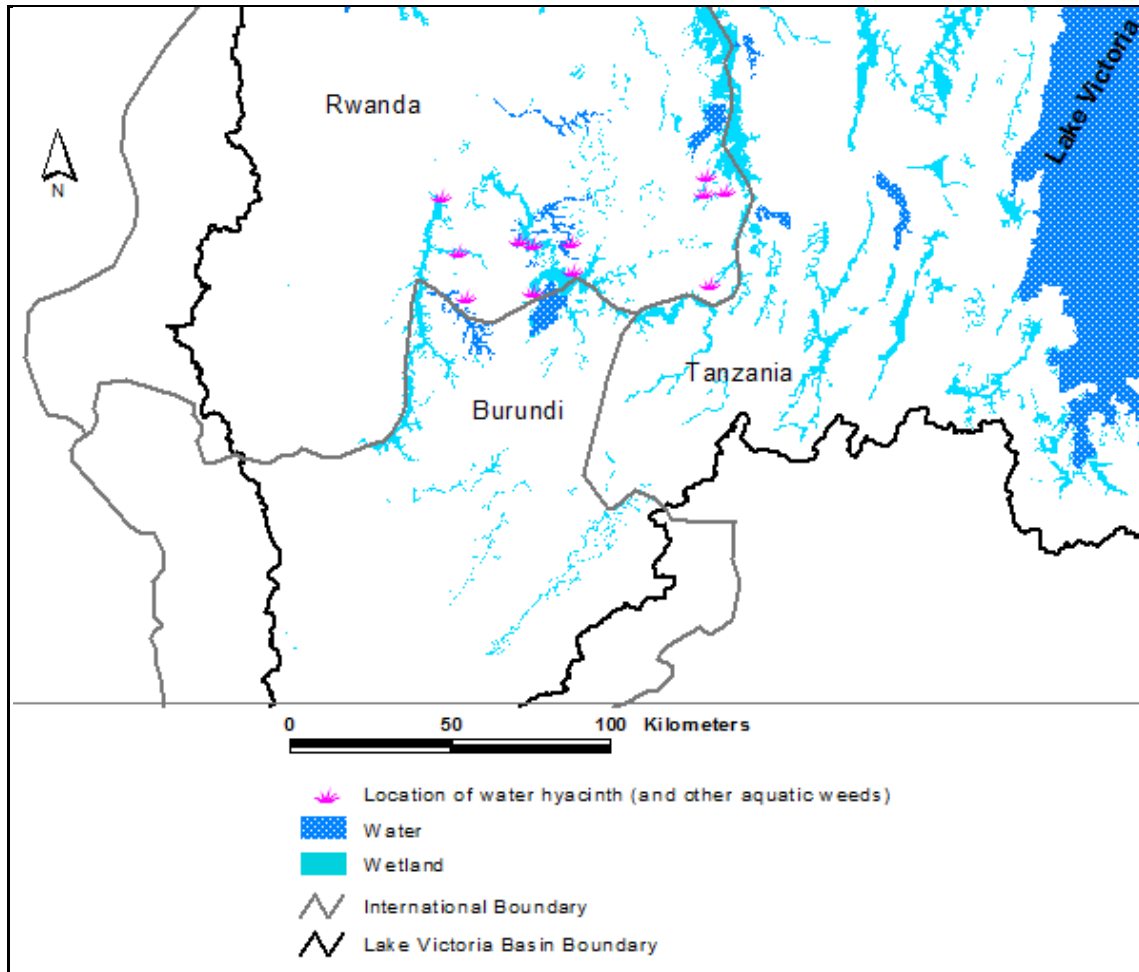 Lake Victoria
Rwanda
N
Tanzania
Burundi
0 50 100 Kilometers
Location of water hyacinth (and other aquatic weeds)
Water
Wetland
International Boundary
Lake Victoria Basin Boundary